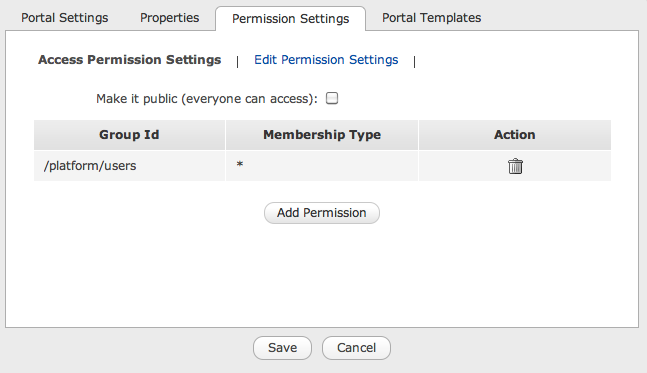 Portal Settings Properties Permission Settings Portal Templates
Access Permission Settings | Edit Permission Settings |
Make it public (everyone can access):
Group Id Membership Type Action
/platform/users *
Add Permission
Save Cancel